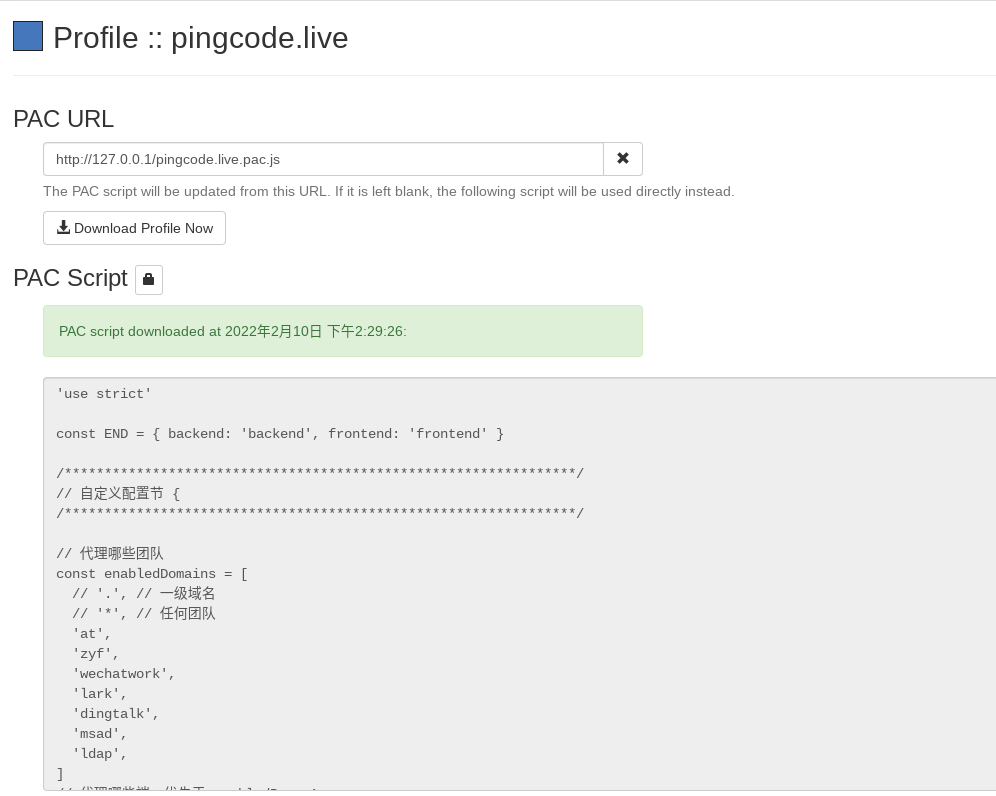 Profile :: pingcode.live
PAC URL
http://127.0.0.1/pingcode.live.pac.js
The PAC script will be updated from this URL. If it is left blank, the following script will be used directly instead.
Download Profile Now
PAC Script
PAC script downloaded at 2022年2月10日 下午2:29:26:
'use strict'
const END = { backend: 'backend', frontend: 'frontend' }
/****************************************************************/
// 自定义配置节 {
/****************************************************************/
// 代理哪些团队
const enabledDomains = [
// '.', // 一级域名
// '*', // 任何团队
'at',
'zyf',
'wechatwork',
'lark',
'dingtalk',
'msad',
'ldap',
]